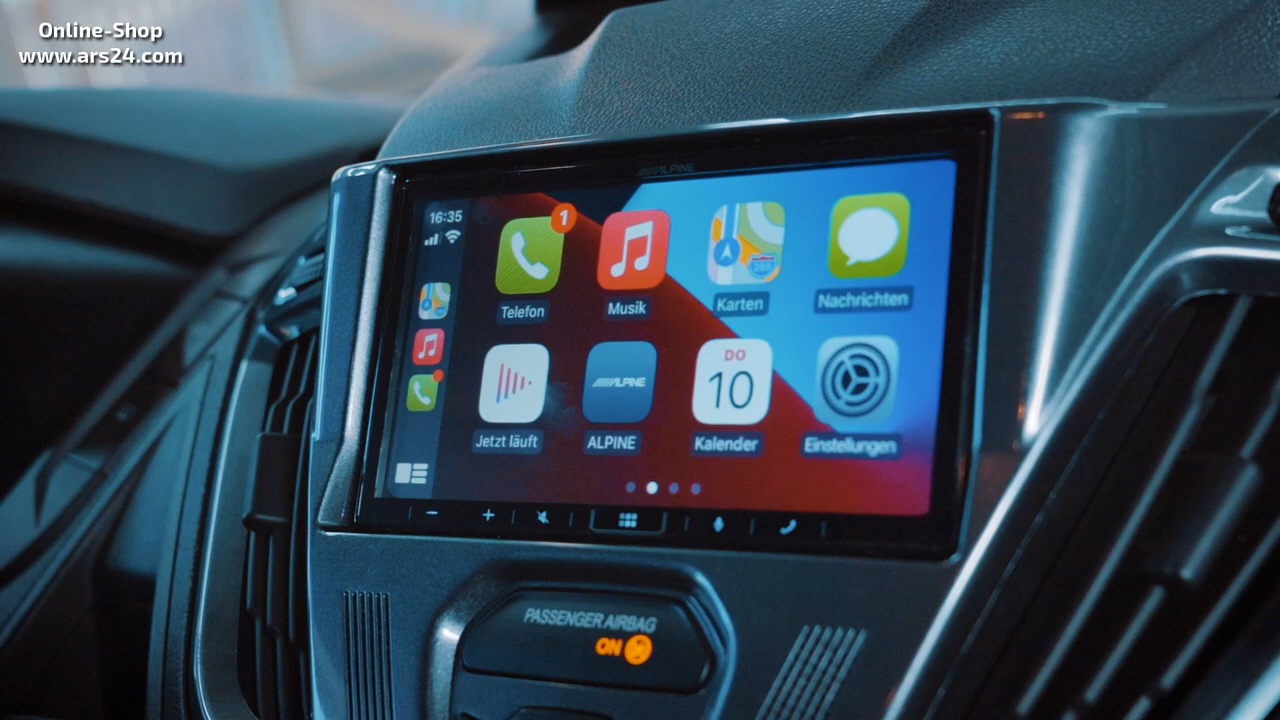 Online-Shop
www.ars24.com
ALPINE
16:35
1
Telefon
Musik
Karten
Nachrichten
ALPINE
DO
10
Jetzt läuft
ALPINE
Kalender
Einstellungen
PASSENGER AIRBAG
ON